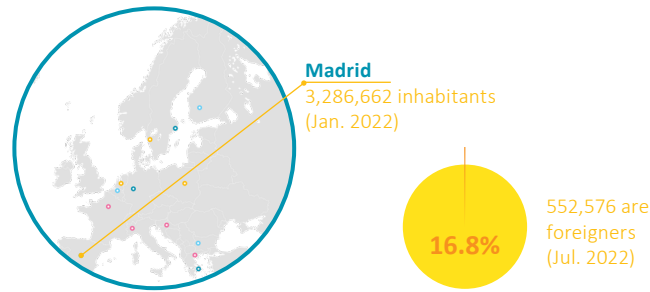 Madrid
3,286,662 inhabitants
(Jan. 2022)
16.8%
552,576 are
foreigners
(Jul. 2022)